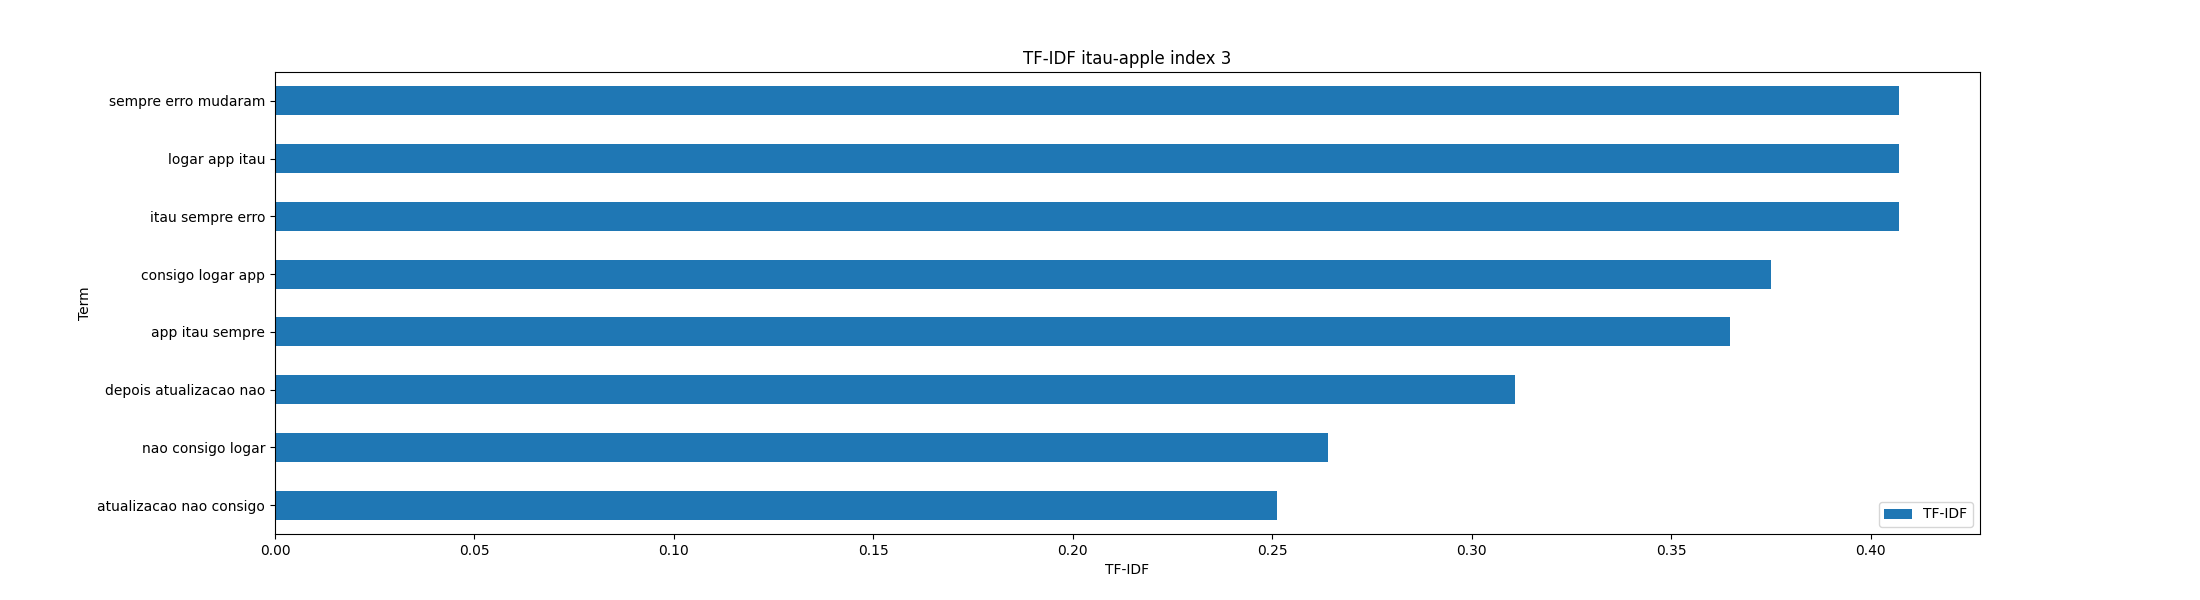 TF-IDF itau-apple index 3
sempre erro mudaram
logar app itau
itau sempre erro
consigo logar app
app itau sempre
depois atualizacao nao
nao consigo logar
atualizacao nao consigo
Term
TF-IDF
0.00 0.05 0.10 0.15 0.20 0.25 0.30 0.35 0.40
TF-IDF